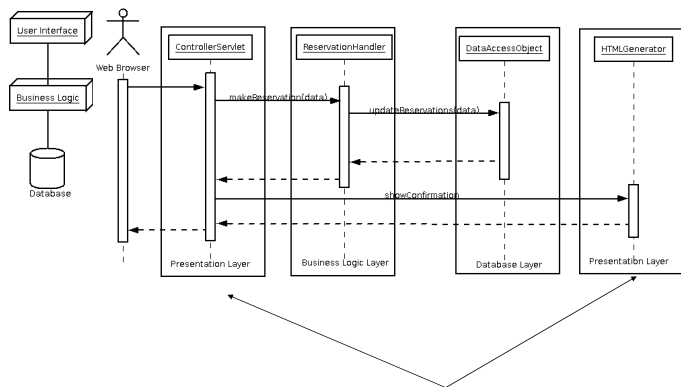 User Interface
Business Logic
Database
Web Browser
ControllerServlet
ReservationHandler
DataAccessObject
HTMLGenerator
makeReservation(data)
updateReservations(data)
showConfirmation
Presentation Layer
Business Logic Layer
Database Layer
Presentation Layer